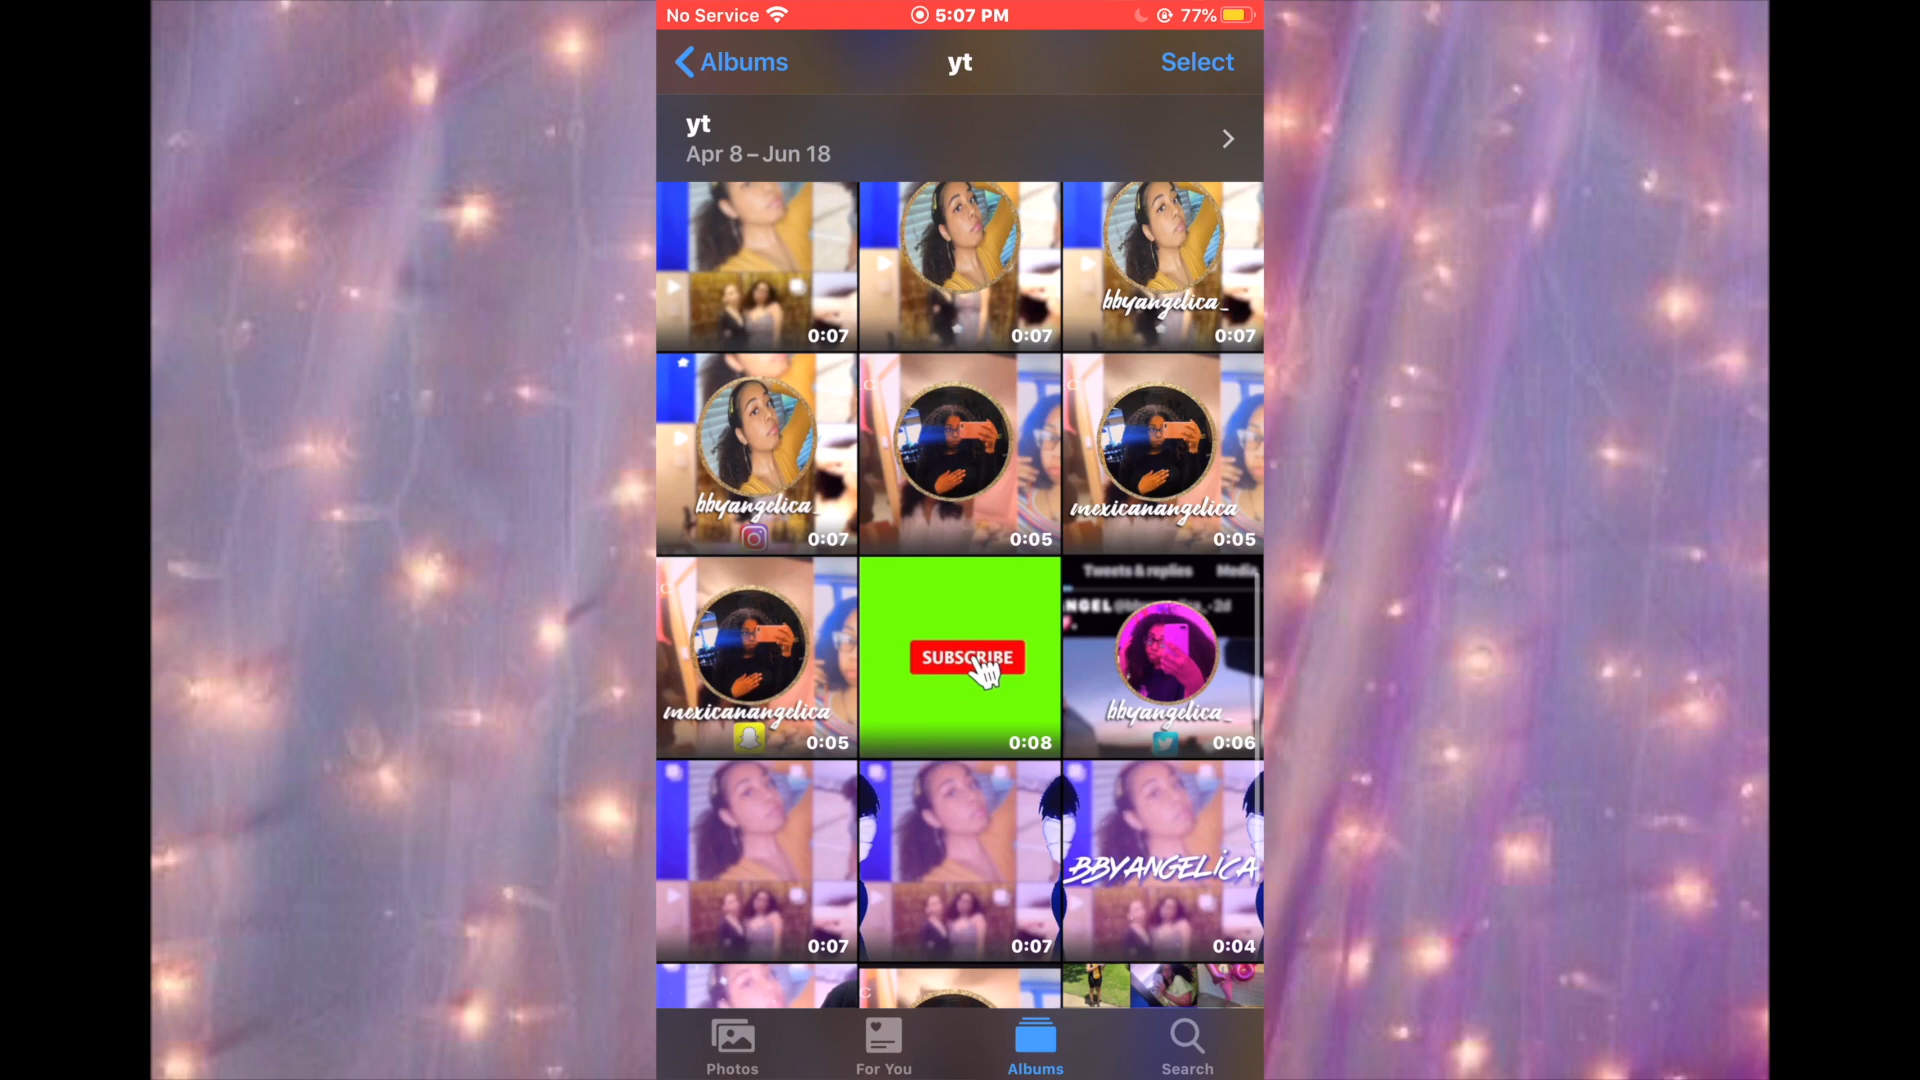 No Service 5:07 PM 77%
Albums yt Select
yt
Apr 8 – Jun 18
0:07 0:07 bbyangelica_ 0:07
bbyangelica_ 0:07 0:05 mexicanangelica 0:05
Tweets & replies Media
NGEL -2d
SUBSCRIBE
mexicanangelica bbyangelica_
0:05 0:08 0:06
BBYANGELICA
0:07 0:07 0:04
Photos For You Albums Search